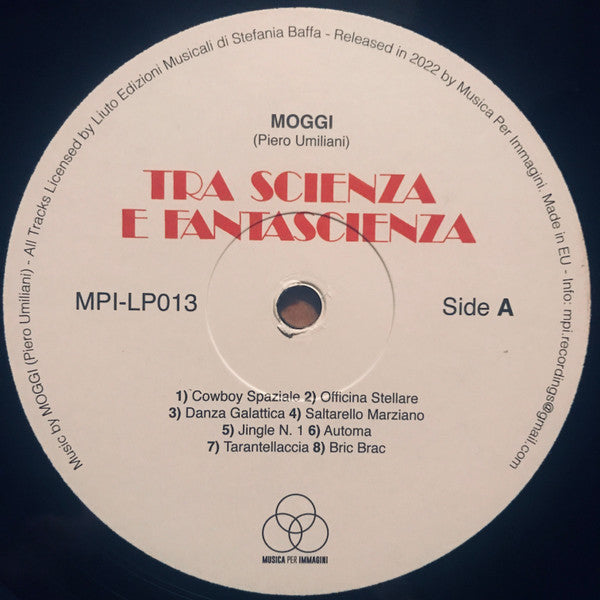 Music by MOGGI (Piero Umiliani) - All Tracks Licensed by Liuto Edizioni Musicali di Stefania Baffa - Released in 2022 by Musica Per Immagini. Made in EU - Info: mpi.recordings@gmail.com
MOGGI
(Piero Umiliani)
TRA SCIENZA
E FANTASCIENZA
MPI-LP013
Side A
1) Cowboy Spaziale 2) Officina Stellare
3) Danza Galattica 4) Saltarello Marziano
5) Jingle N. 1 6) Automa
7) Tarantellaccia 8) Bric Brac
MUSICA PER IMMAGINI